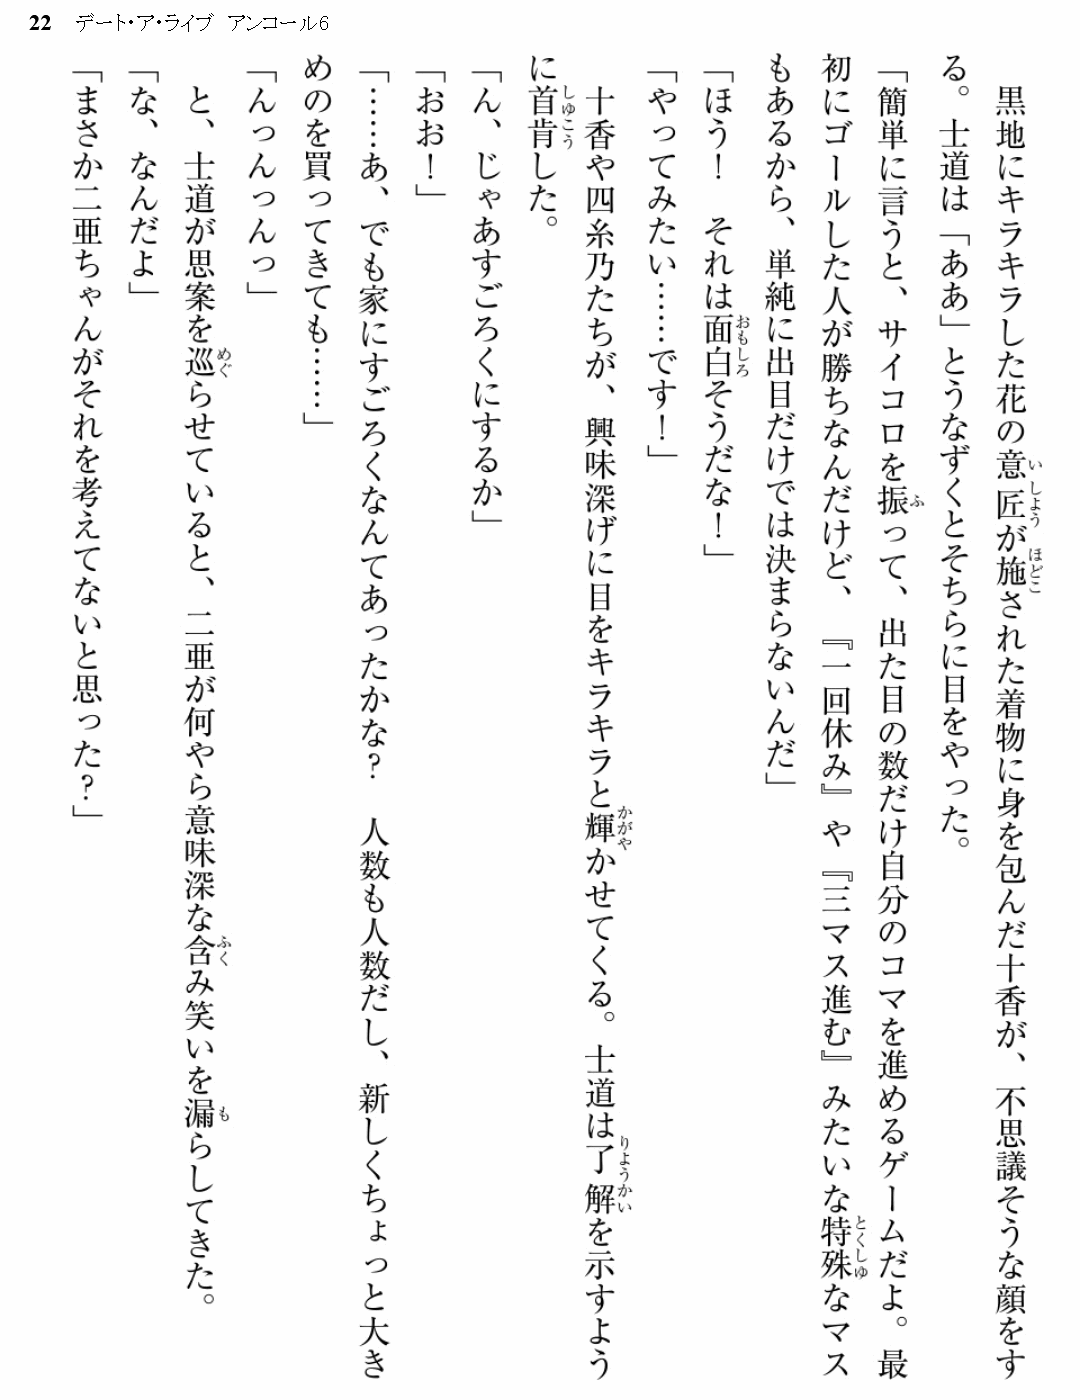 22 デート・ア・ライブ アンコール6
　黒地にキラキラした花の意匠が施された着物に身を包んだ十香が、不思議そうな顔をす
る。士道は「ああ」とうなずくとそちらに目をやった。
「簡単に言うと、サイコロを振って、出た目の数だけ自分のコマを進めるゲームだよ。最
初にゴールした人が勝ちなんだけど、『一回休み』や『三マス進む』みたいな特殊なマス
もあるから、単純に出目だけでは決まらないんだ」
「ほう！　それは面白そうだな！」
「やってみたい……です！」
　十香や四糸乃たちが、興味深げに目をキラキラと輝かせてくる。士道は了解を示すよう
に首肯した。
「ん、じゃあすごろくにするか」
「おお！」
「……あ、でも家にすごろくなんてあったかな？　人数も人数だし、新しくちょっと大き
めのを買ってきても……」
「んっんっんっ」
　と、士道が思案を巡らせていると、二亜が何やら意味深な含み笑いを漏らしてきた。
「な、なんだよ」
「まさか二亜ちゃんがそれを考えてないと思った？」